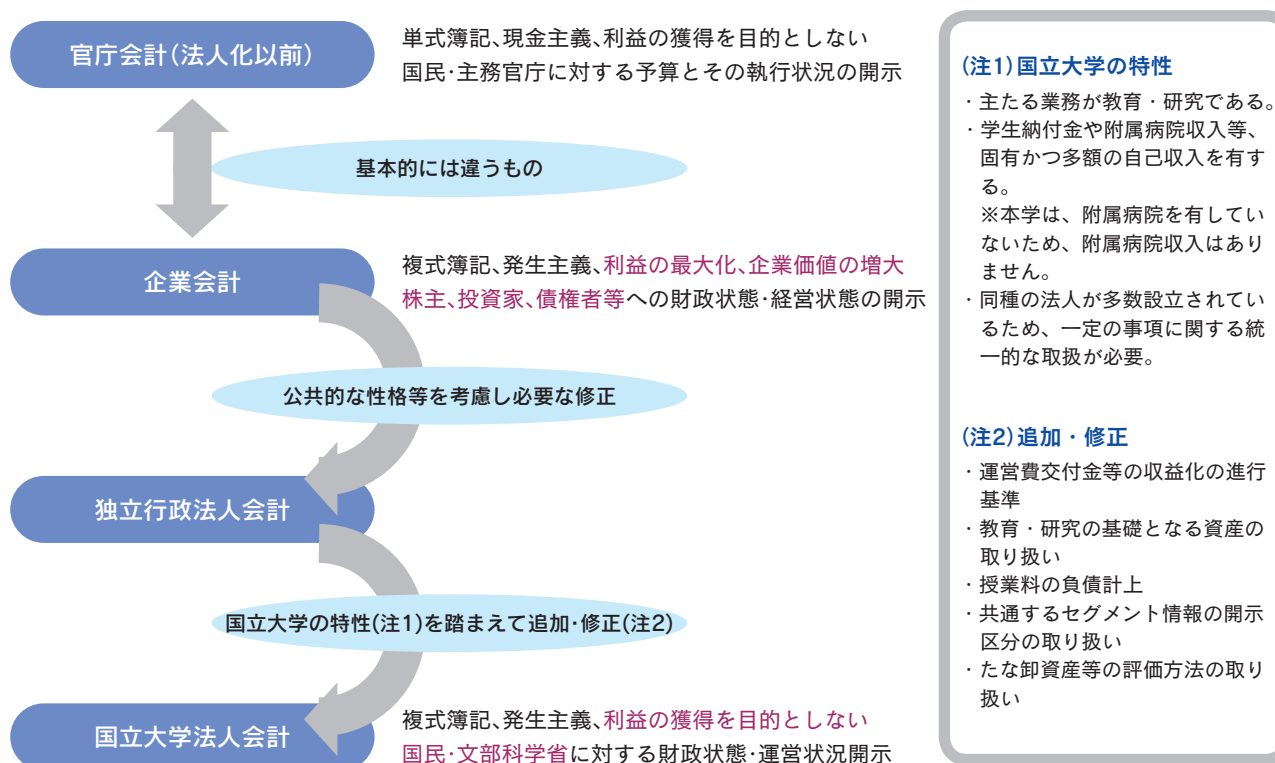 官庁会計(法人化以前)
単式簿記、現金主義、利益の獲得を目的としない
国民・主務官庁に対する予算とその執行状況の開示
基本的には違うもの
企業会計
複式簿記、発生主義、利益の最大化、企業価値の増大
株主、投資家、債権者等への財政状態・経営状態の開示
公共的な性格等を考慮し必要な修正
独立行政法人会計
国立大学の特性(注1)を踏まえて追加・修正(注2)
国立大学法人会計
複式簿記、発生主義、利益の獲得を目的としない
国民・文部科学省に対する財政状態・運営状況開示
(注1)国立大学の特性
・主たる業務が教育・研究である。
・学生納付金や附属病院収入等、
固有かつ多額の自己収入を有す
る。
※本学は、附属病院を有してい
ないため、附属病院収入はあり
ません。
・同種の法人が多数設立されてい
るため、一定の事項に関する統
一的な取扱が必要。
(注2)追加・修正
・運営費交付金等の収益化の進行
基準
・教育・研究の基礎となる資産の
取り扱い
・授業料の負債計上
・共通するセグメント情報の開示
区分の取り扱い
・たな卸資産等の評価方法の取り
扱い